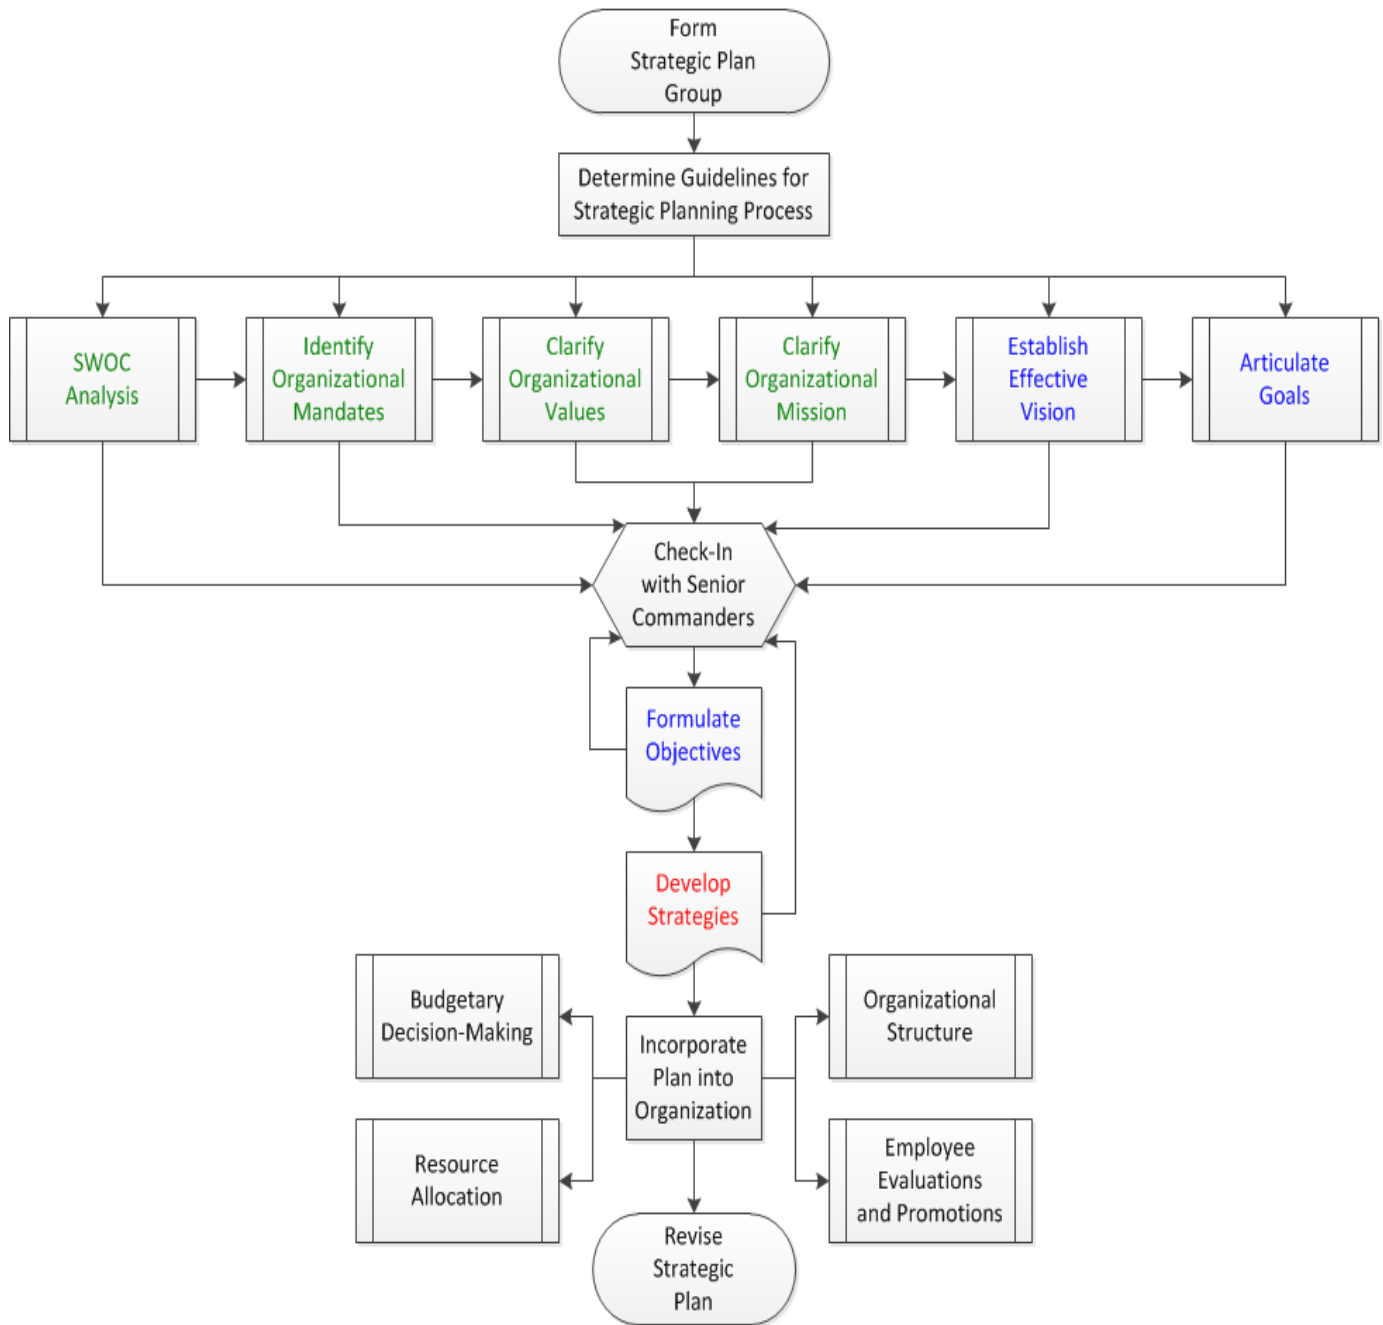 Form
Strategic Plan
Group
Determine Guidelines for
Strategic Planning Process
SWOC
Analysis
Identify
Organizational
Mandates
Clarify
Organizational
Values
Clarify
Organizational
Mission
Establish
Effective
Vision
Articulate
Goals
Check-In
with Senior
Commanders
Formulate
Objectives
Develop
Strategies
Budgetary
Decision-Making
Incorporate
Plan into
Organization
Organizational
Structure
Resource
Allocation
Employee
Evaluations
and Promotions
Revise
Strategic
Plan